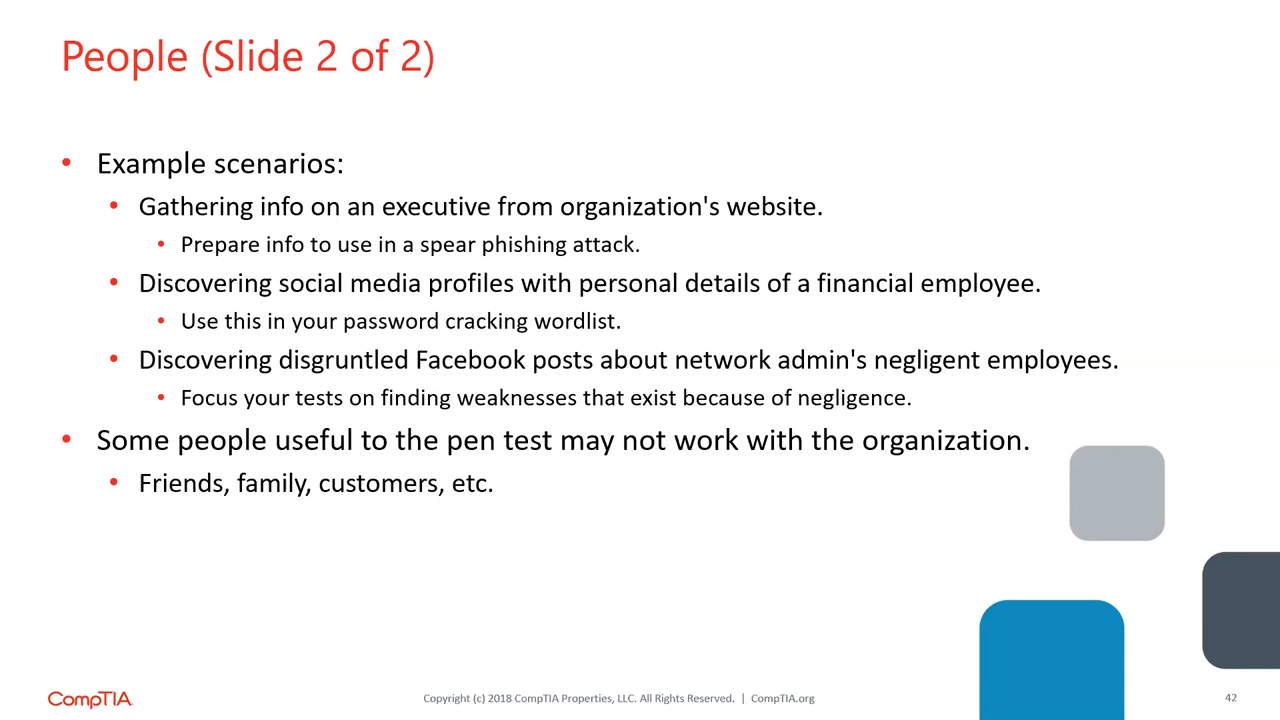 People (Slide 2 of 2)
• Example scenarios:
• Gathering info on an executive from organization's website.
• Prepare info to use in a spear phishing attack.
• Discovering social media profiles with personal details of a financial employee.
• Use this in your password cracking wordlist.
• Discovering disgruntled Facebook posts about network admin's negligent employees.
• Focus your tests on finding weaknesses that exist because of negligence.
• Some people useful to the pen test may not work with the organization.
• Friends, family, customers, etc.
CompTIA.
Copyright (c) 2018 CompTIA Properties, LLC. All Rights Reserved. | CompTIA.org
42